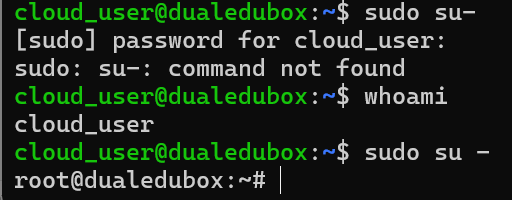 cloud_user@dualedubox:~$ sudo su-
[sudo] password for cloud_user:
sudo: su-: command not found
cloud_user@dualedubox:~$ whoami
cloud_user
cloud_user@dualedubox:~$ sudo su -
root@dualedubox:~#